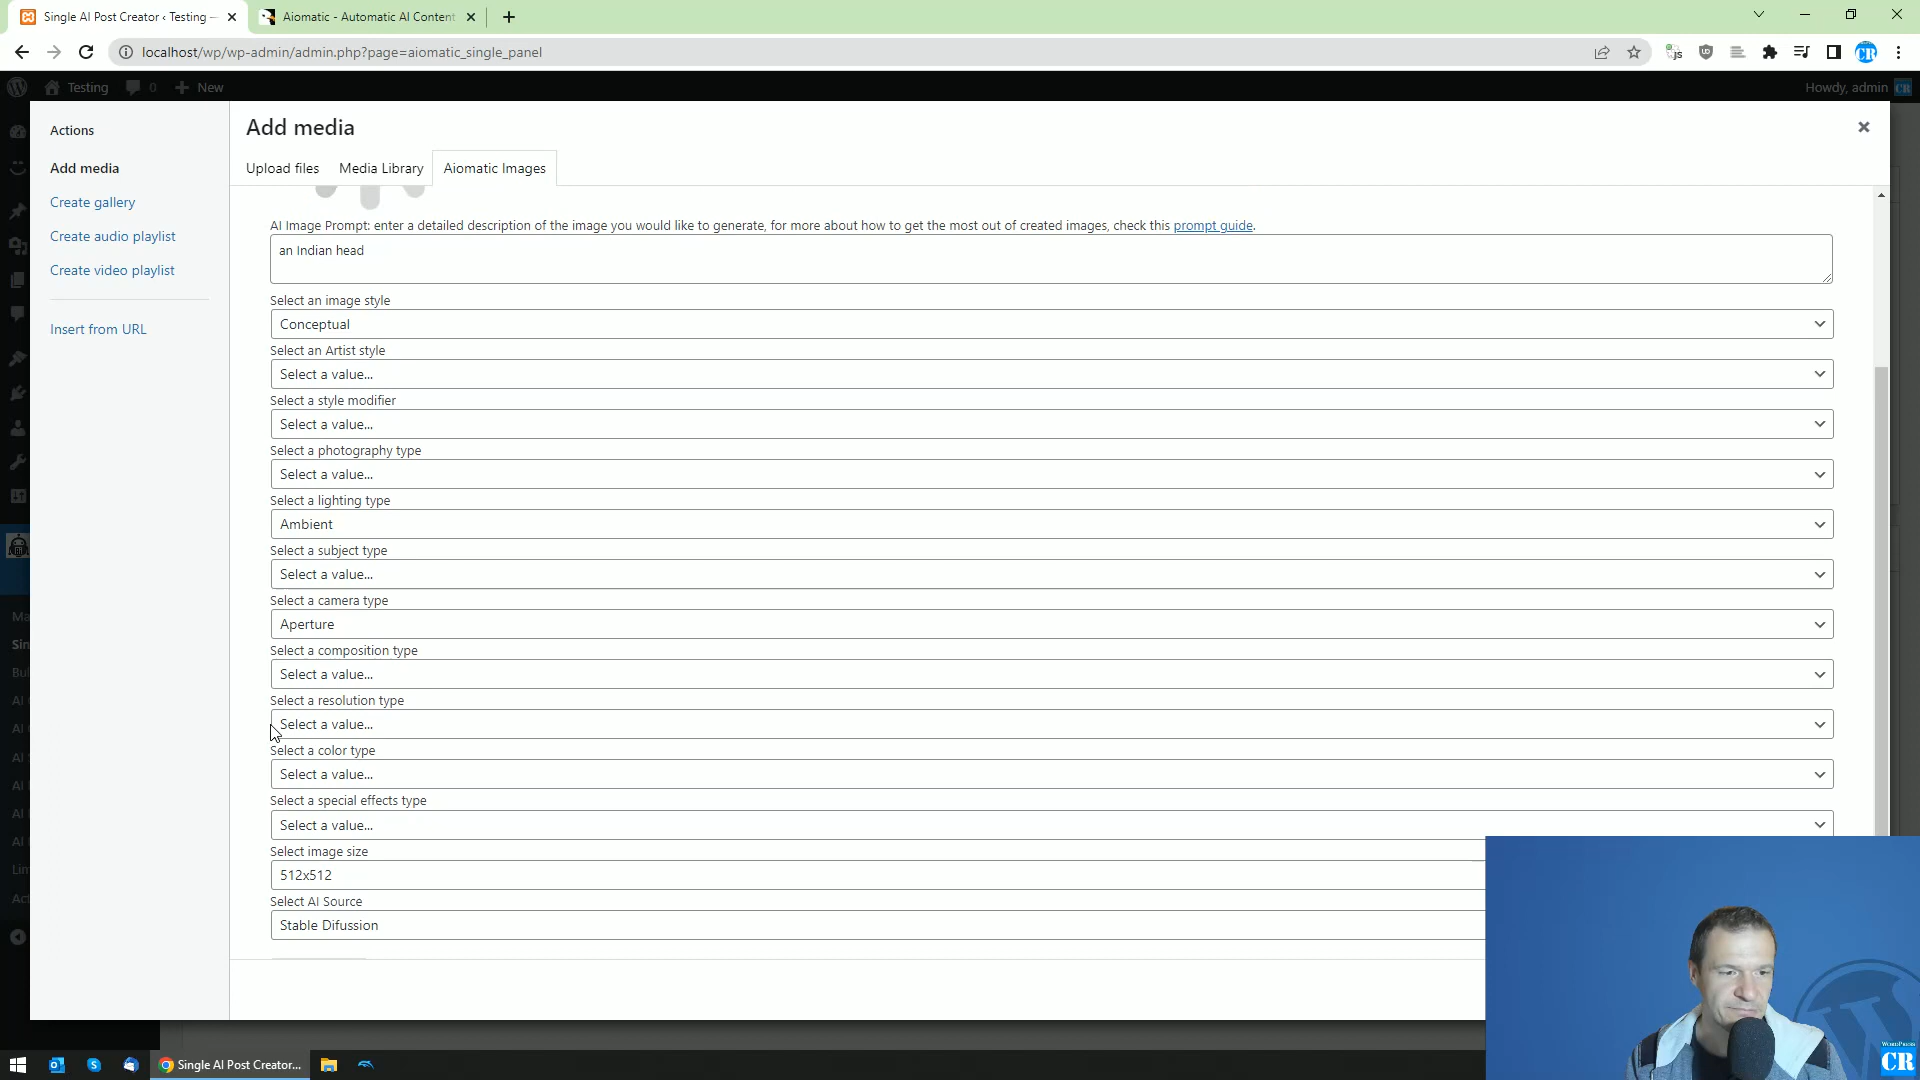 Single AI Post Creator ‹ Testing —
Aiomatic - Automatic AI Content
localhost/wp/wp-admin/admin.php?page=aiomatic_single_panel
Testing
0
New
Howdy, admin
Actions
Add media
Create gallery
Create audio playlist
Create video playlist
Insert from URL
Add media
Upload files
Media Library
Aiomatic Images
AI Image Prompt: enter a detailed description of the image you would like to generate, for more about how to get the most out of created images, check this prompt guide.
an Indian head
Select an image style
Conceptual
Select an Artist style
Select a value...
Select a style modifier
Select a value...
Select a photography type
Select a value...
Select a lighting type
Ambient
Select a subject type
Select a value...
Select a camera type
Aperture
Select a composition type
Select a value...
Select a resolution type
Select a value...
Select a color type
Select a value...
Select a special effects type
Select a value...
Select image size
512x512
Select AI Source
Stable Difussion
Single AI Post Creator...
WORDPRESS
CR